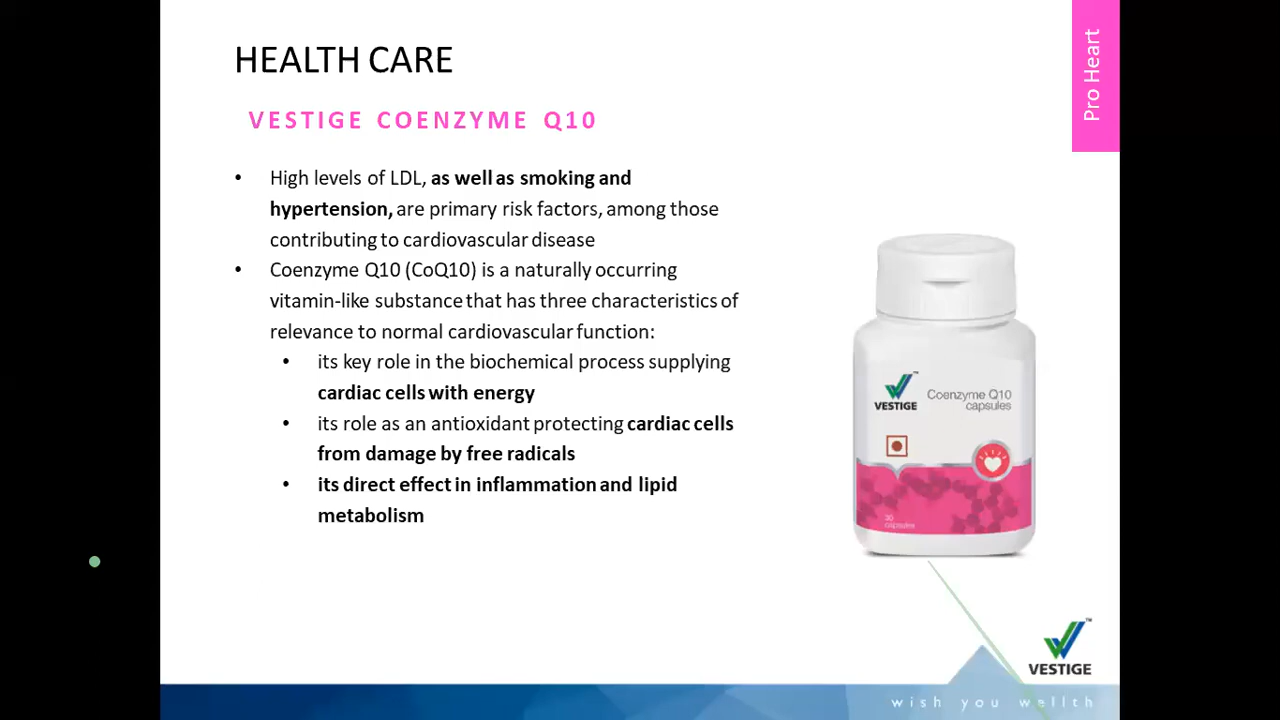 HEALTH CARE
Pro Heart
VESTIGE COENZYME Q10
• High levels of LDL, as well as smoking and
hypertension, are primary risk factors, among those
contributing to cardiovascular disease
• Coenzyme Q10 (CoQ10) is a naturally occurring
vitamin-like substance that has three characteristics of
relevance to normal cardiovascular function:
• its key role in the biochemical process supplying
cardiac cells with energy
• its role as an antioxidant protecting cardiac cells
from damage by free radicals
• its direct effect in inflammation and lipid
metabolism
VESTIGE
Coenzyme Q10
capsules
30
capsules
VESTIGE
wish you wellth